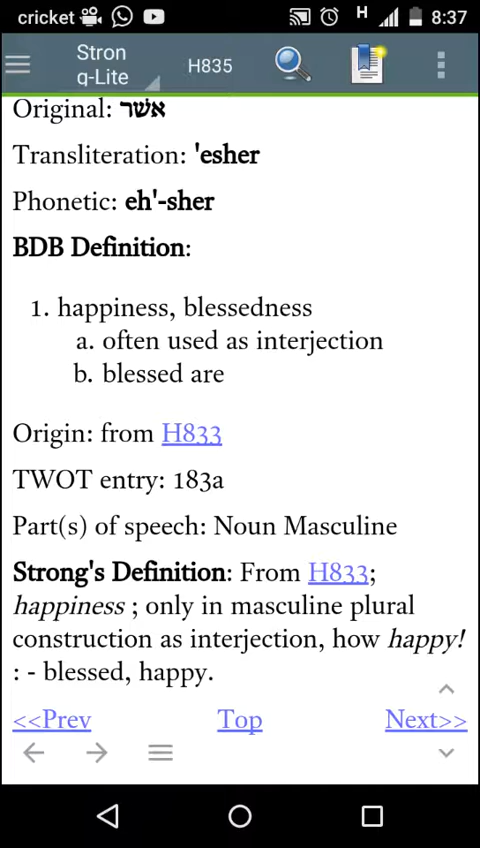 cricket H 8:37
Stron
q-Lite H835
Original: אשׁר
Transliteration: 'esher
Phonetic: eh'-sher
BDB Definition:
1. happiness, blessedness
a. often used as interjection
b. blessed are
Origin: from H833
TWOT entry: 183a
Part(s) of speech: Noun Masculine
Strong's Definition: From H833;
happiness ; only in masculine plural
construction as interjection, how happy!
: - blessed, happy.
<<Prev Top Next>>